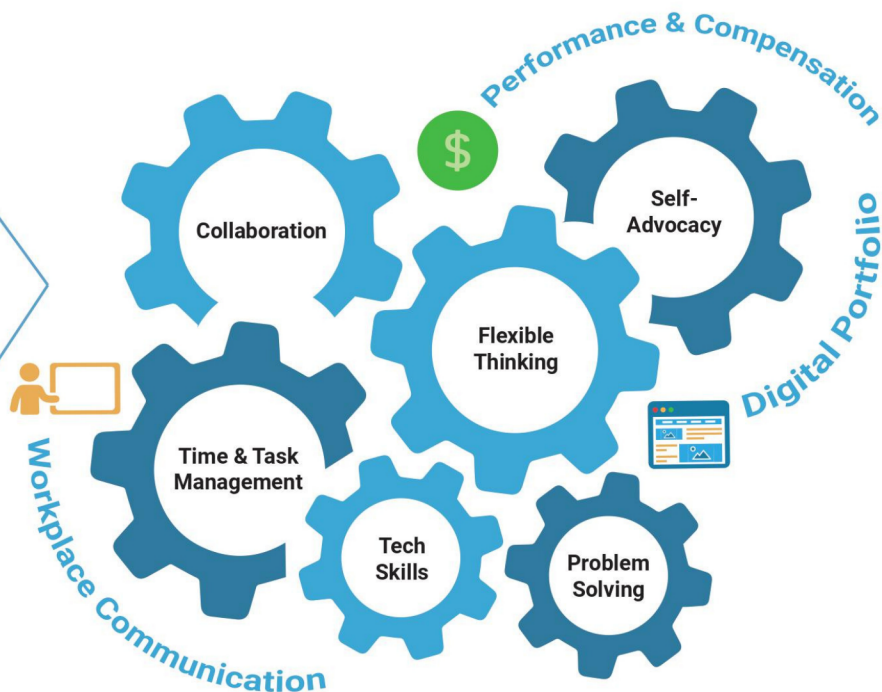 Performance & Compensation
$
Collaboration
Self-
Advocacy
Digital Portfolio
Flexible
Thinking
Time & Task
Management
Workplace Communication
Tech
Skills
Problem
Solving